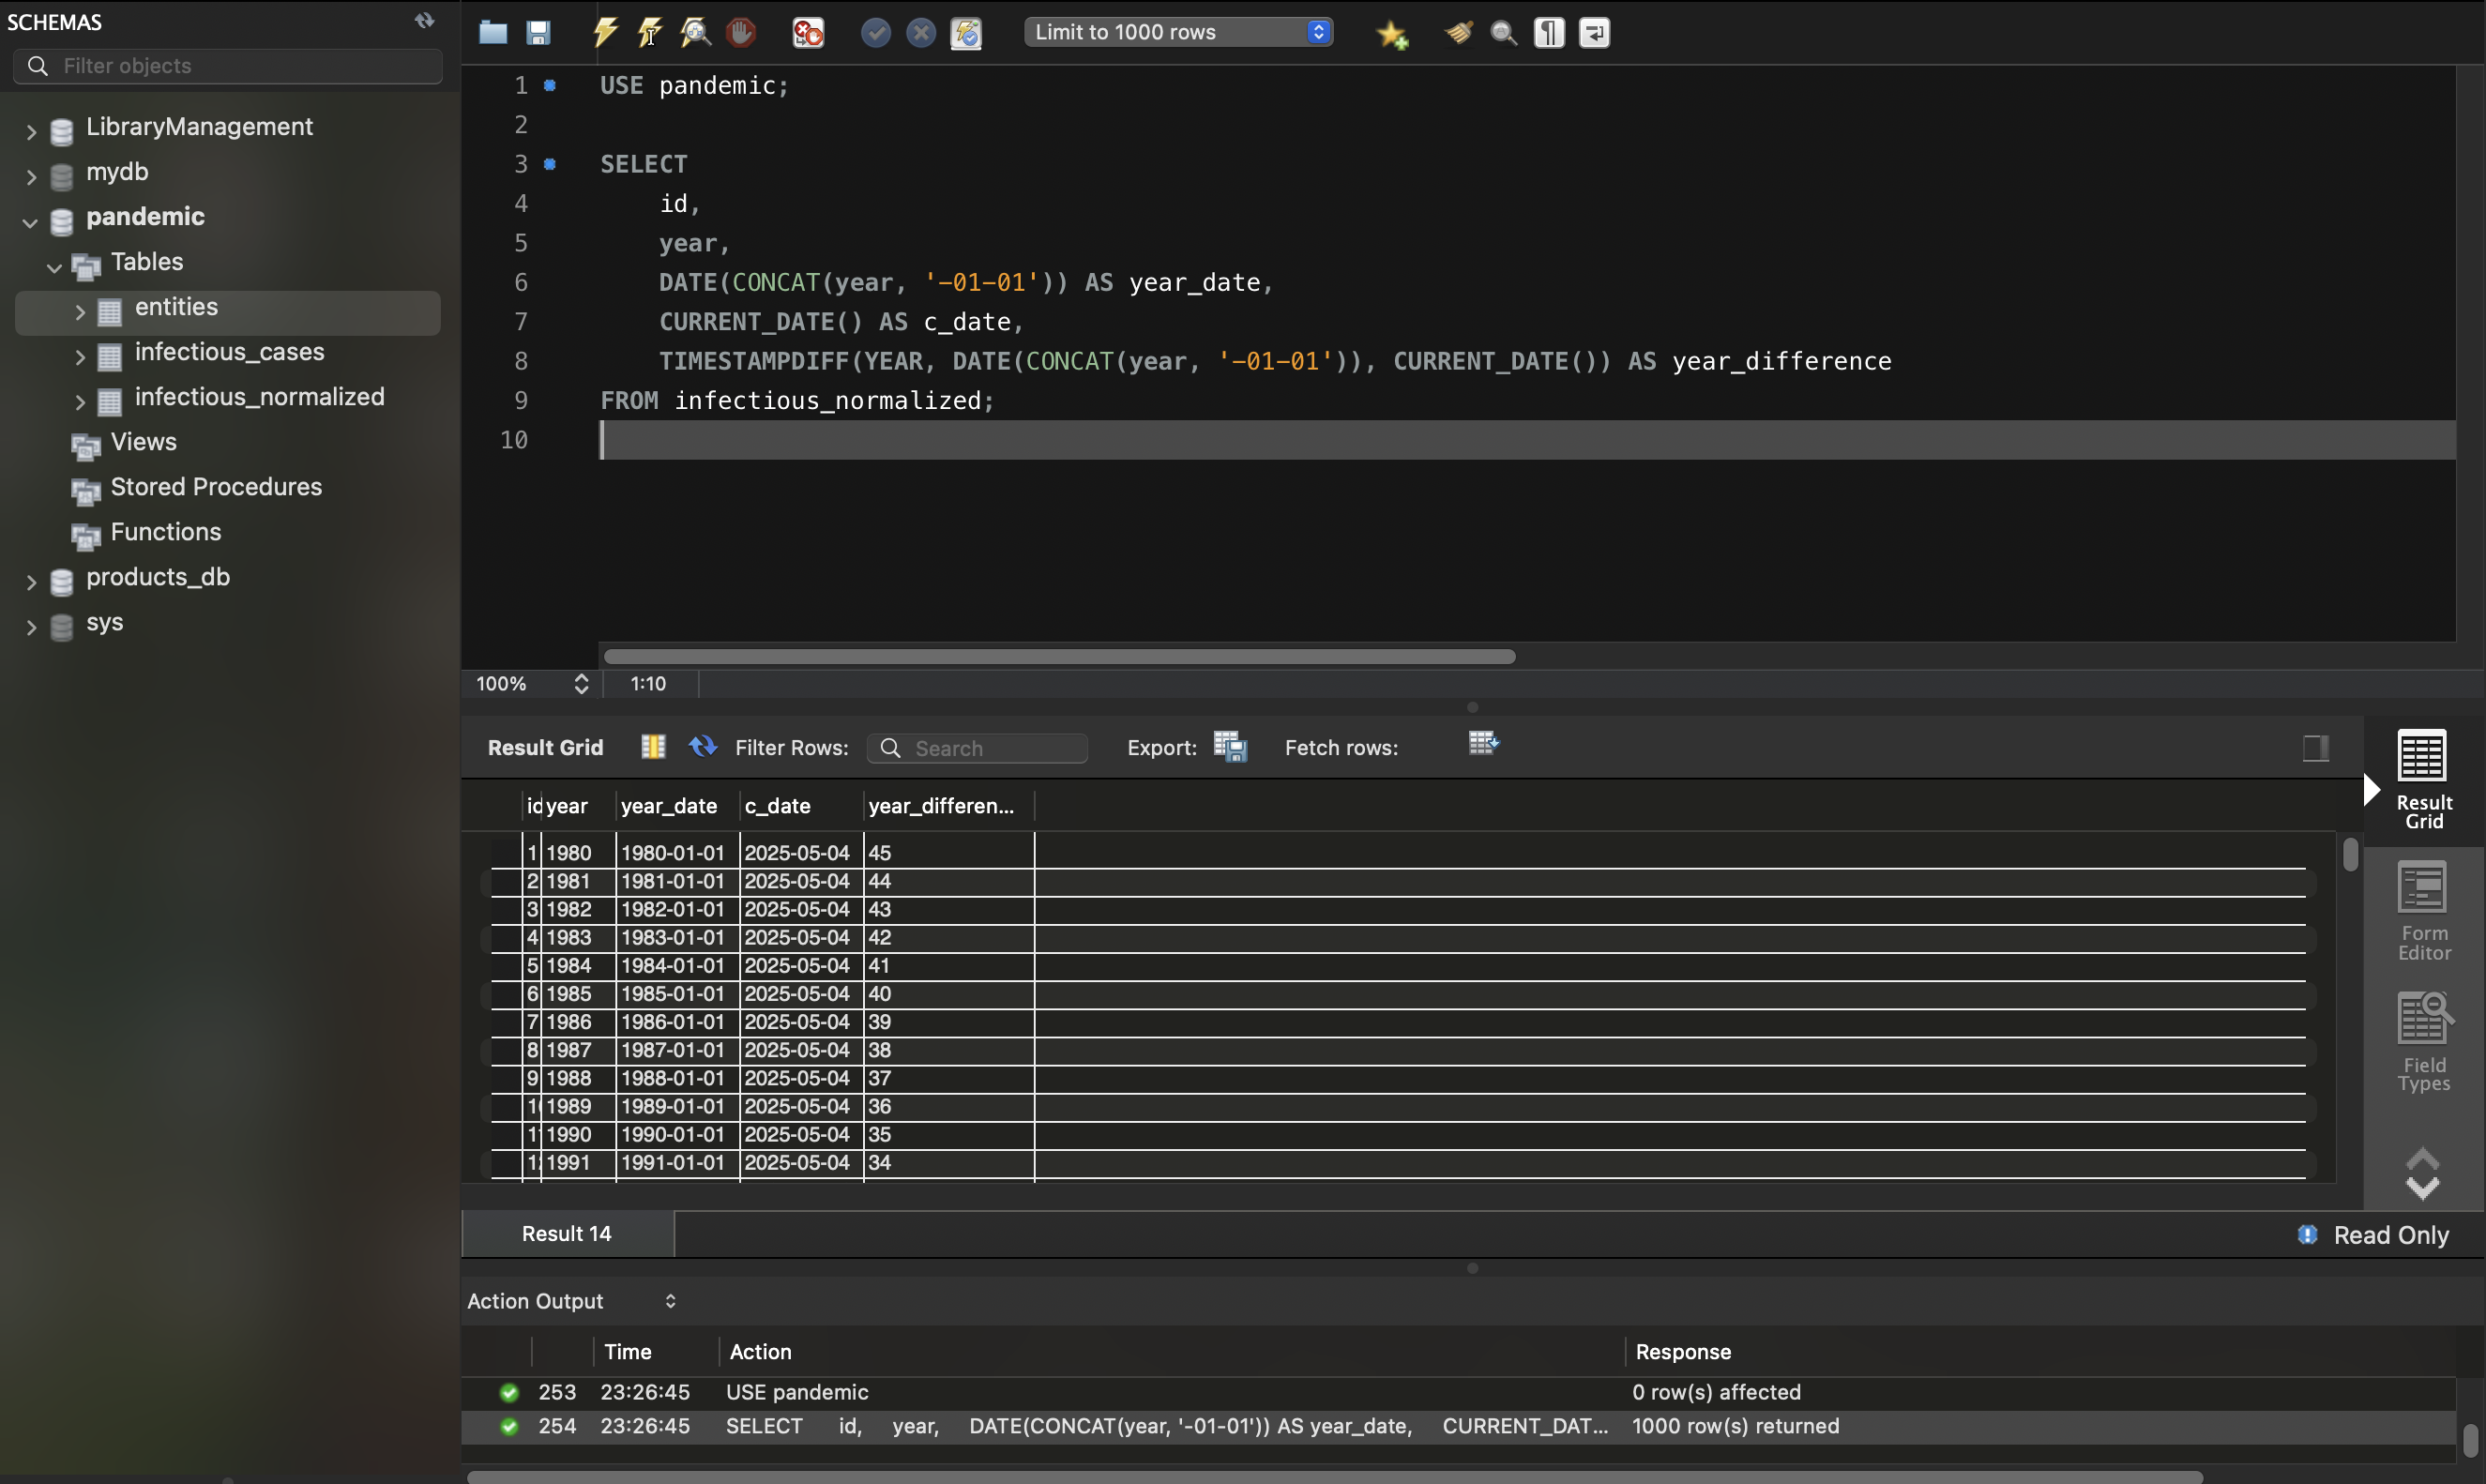 SCHEMAS
Filter objects
LibraryManagement
mydb
pandemic
Tables
entities
infectious_cases
infectious_normalized
Views
Stored Procedures
Functions
products_db
sys
Limit to 1000 rows
1 USE pandemic;
2
3 SELECT
4 id,
5 year,
6 DATE(CONCAT(year, '-01-01')) AS year_date,
7 CURRENT_DATE() AS c_date,
8 TIMESTAMPDIFF(YEAR, DATE(CONCAT(year, '-01-01')), CURRENT_DATE()) AS year_difference
9 FROM infectious_normalized;
10
100% 1:10
Result Grid Filter Rows: Search Export: Fetch rows:
id year year_date c_date year_differen...
1 1980 1980-01-01 2025-05-04 45
2 1981 1981-01-01 2025-05-04 44
3 1982 1982-01-01 2025-05-04 43
4 1983 1983-01-01 2025-05-04 42
5 1984 1984-01-01 2025-05-04 41
6 1985 1985-01-01 2025-05-04 40
7 1986 1986-01-01 2025-05-04 39
8 1987 1987-01-01 2025-05-04 38
9 1988 1988-01-01 2025-05-04 37
1989 1989-01-01 2025-05-04 36
1990 1990-01-01 2025-05-04 35
1991 1991-01-01 2025-05-04 34
Result
Grid
Form
Editor
Field
Types
Result 14
Read Only
Action Output
Time Action Response
253 23:26:45 USE pandemic 0 row(s) affected
254 23:26:45 SELECT id, year, DATE(CONCAT(year, '-01-01')) AS year_date, CURRENT_DAT... 1000 row(s) returned